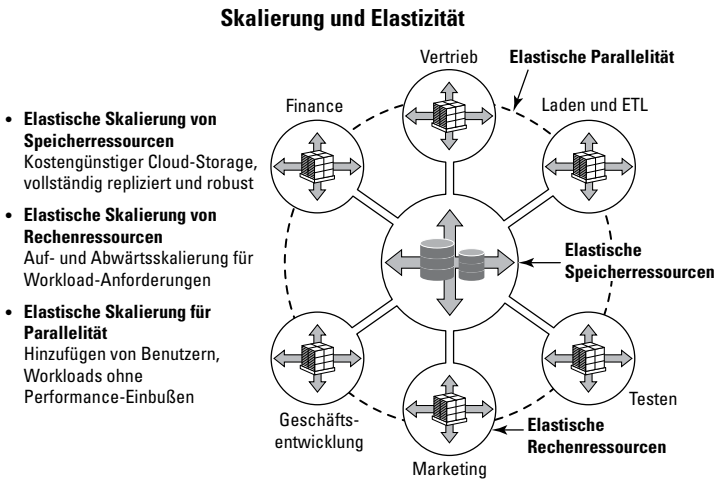 Skalierung und Elastizität
• Elastische Skalierung von
Speicherressourcen
Kostengünstiger Cloud-Storage,
vollständig repliziert und robust
• Elastische Skalierung von
Rechenressourcen
Auf- und Abwärtsskalierung für
Workload-Anforderungen
• Elastische Skalierung für
Parallelität
Hinzufügen von Benutzern,
Workloads ohne
Performance-Einbußen
Vertrieb
Elastische Parallelität
Finance
Laden und ETL
Elastische
Speicherressourcen
Geschäfts-
entwicklung
Testen
Elastische
Rechenressourcen
Marketing